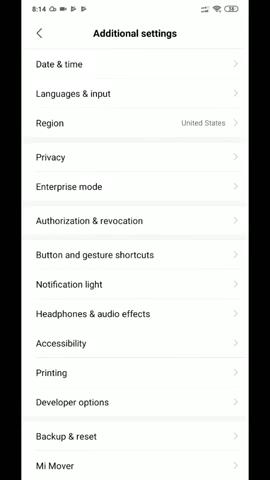 8:14
58
Additional settings
Date & time
Languages & input
Region United States
Privacy
Enterprise mode
Authorization & revocation
Button and gesture shortcuts
Notification light
Headphones & audio effects
Accessibility
Printing
Developer options
Backup & reset
Mi Mover